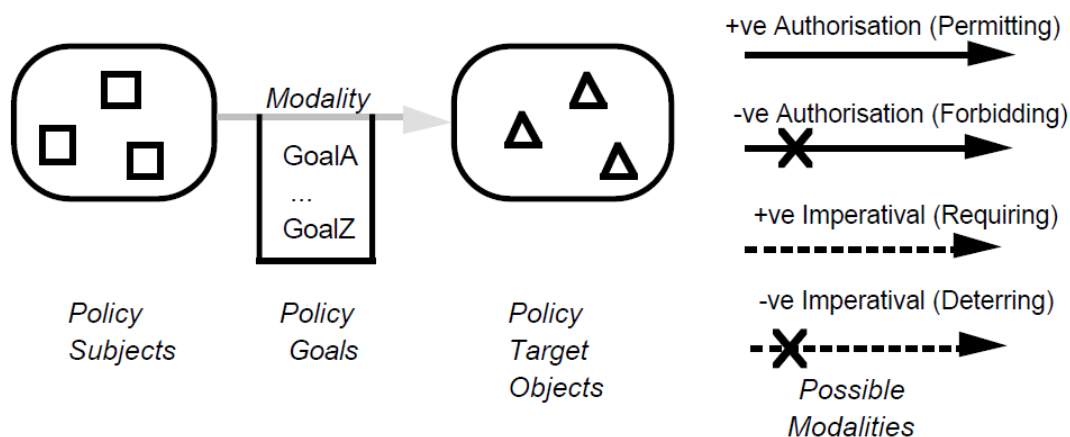 Modality
GoalA
...
GoalZ
Policy
Subjects
Policy
Goals
Policy
Target
Objects
+ve Authorisation (Permitting)
-ve Authorisation (Forbidding)
+ve Imperatival (Requiring)
-ve Imperatival (Deterring)
Possible
Modalities